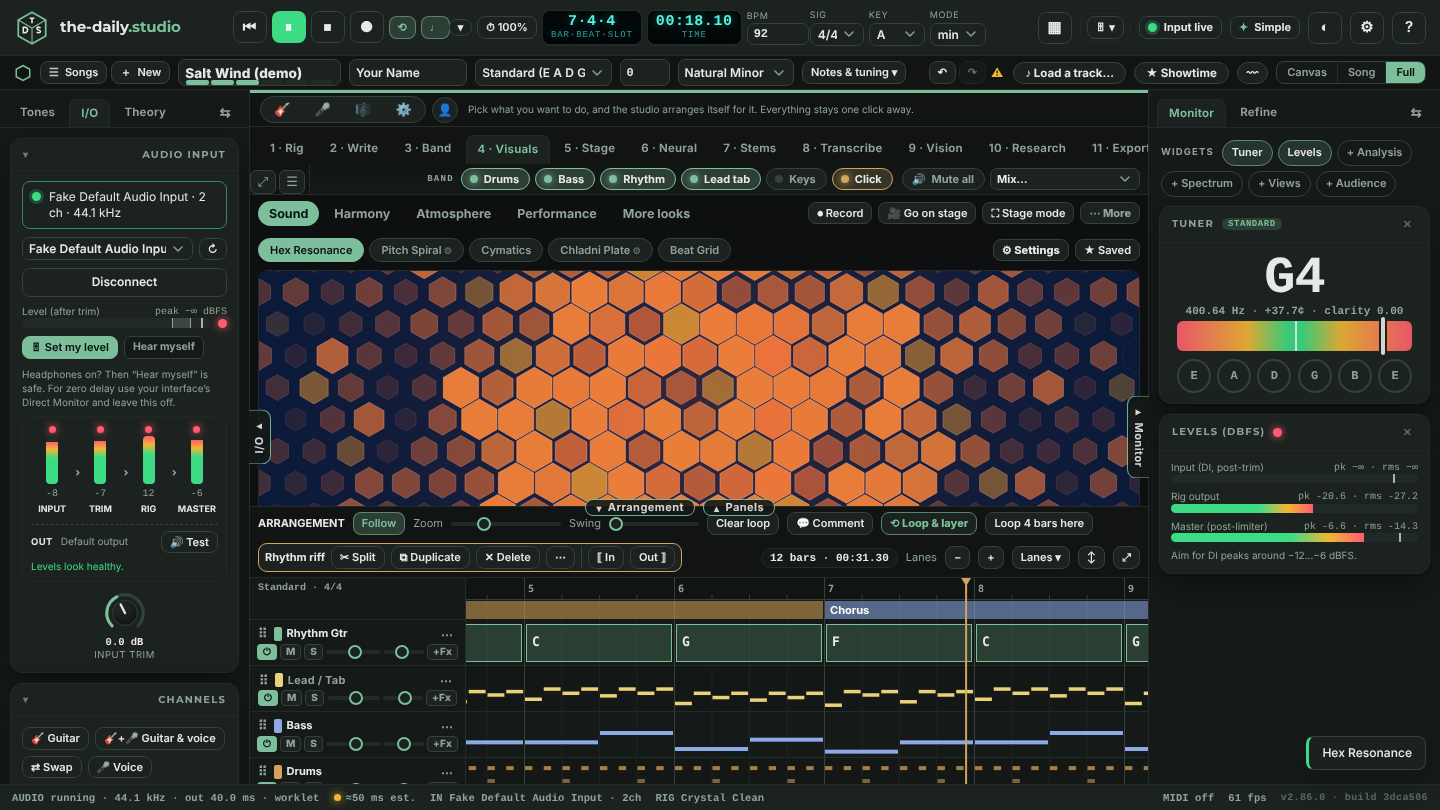 the-daily.studio
100%
7·4·4
BAR·BEAT·SLOT
00:18.10
TIME
BPM
92
SIG
4/4
KEY
A
MODE
min
Input live
Simple
?
Songs
+ New
Salt Wind (demo)
Your Name
Standard (E A D G
0
Natural Minor
Notes & tuning ▾
Load a track…
★ Showtime
Canvas
Song
Full
Tones
I/O
Theory
Pick what you want to do, and the studio arranges itself for it. Everything stays one click away.
1 · Rig
2 · Write
3 · Band
4 · Visuals
5 · Stage
6 · Neural
7 · Stems
8 · Transcribe
9 · Vision
10 · Research
11 · Export
BAND
Drums
Bass
Rhythm
Lead tab
Keys
Click
Mute all
Mix…
Sound
Harmony
Atmosphere
Performance
More looks
Record
Go on stage
Stage mode
⋯ More
Hex Resonance
Pitch Spiral
Cymatics
Chladni Plate
Beat Grid
Settings
★ Saved
AUDIO INPUT
Fake Default Audio Input · 2
ch · 44.1 kHz
Fake Default Audio Inpu
Disconnect
Level (after trim)
peak −∞ dBFS
Set my level
Hear myself
Headphones on? Then “Hear myself” is
safe. For zero delay use your interface’s
Direct Monitor and leave this off.
-8
-7
12
-6
INPUT
TRIM
RIG
MASTER
OUT
Default output
Test
Levels look healthy.
0.0 dB
INPUT TRIM
CHANNELS
Guitar
Guitar & voice
Swap
Voice
I/O
Monitor
▾ Arrangement
▴ Panels
ARRANGEMENT
Follow
Zoom
Swing
Clear loop
Comment
Loop & layer
Loop 4 bars here
Rhythm riff
Split
Duplicate
Delete
⋯
⟦ In
Out ⟧
12 bars · 00:31.30
Lanes
−
+
Lanes ▾
Standard · 4/4
5
6
7
8
9
Chorus
Rhythm Gtr
M
S
+Fx
C
G
F
C
G
Lead / Tab
M
S
+Fx
Bass
M
S
+Fx
Drums
Monitor
Refine
WIDGETS
Tuner
Levels
+ Analysis
+ Spectrum
+ Views
+ Audience
TUNER
STANDARD
G4
400.64 Hz · +37.7¢ · clarity 0.00
E
A
D
G
B
E
LEVELS (DBFS)
Input (DI, post-trim)
pk −∞ · rms −∞
Rig output
pk -20.6 · rms -27.2
Master (post-limiter)
pk -6.6 · rms -14.3
Aim for DI peaks around −12…−6 dBFS.
Hex Resonance
AUDIO running · 44.1 kHz · out 40.0 ms · worklet
≈50 ms est.
IN Fake Default Audio Input · 2ch
RIG Crystal Clean
MIDI off
61 fps
v2.86.0 · build 3dca506